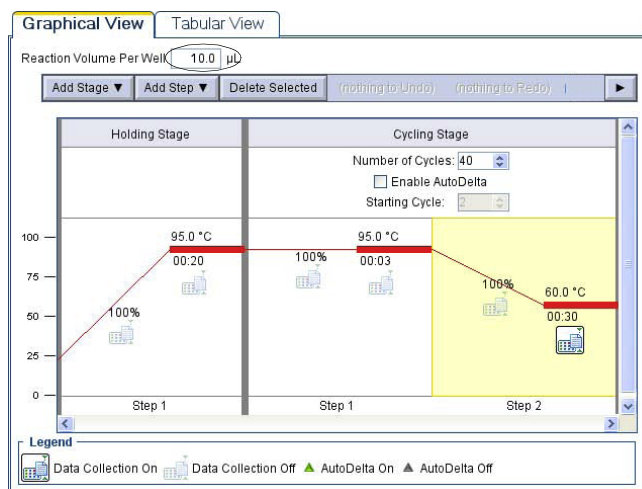 Graphical View Tabular View
Reaction Volume Per Well 10.0 µL
Add Stage ▼ Add Step ▼ Delete Selected (nothing to Undo) (nothing to Redo)
Holding Stage Cycling Stage
Number of Cycles: 40
Enable AutoDelta
Starting Cycle: 2
100 95.0 °C 95.0 °C
00:20 100% 00:03
75 100%
60.0 °C
100% 00:30
50
25
0
Step 1 Step 1 Step 2
Legend
Data Collection On Data Collection Off ▲ AutoDelta On ▲ AutoDelta Off